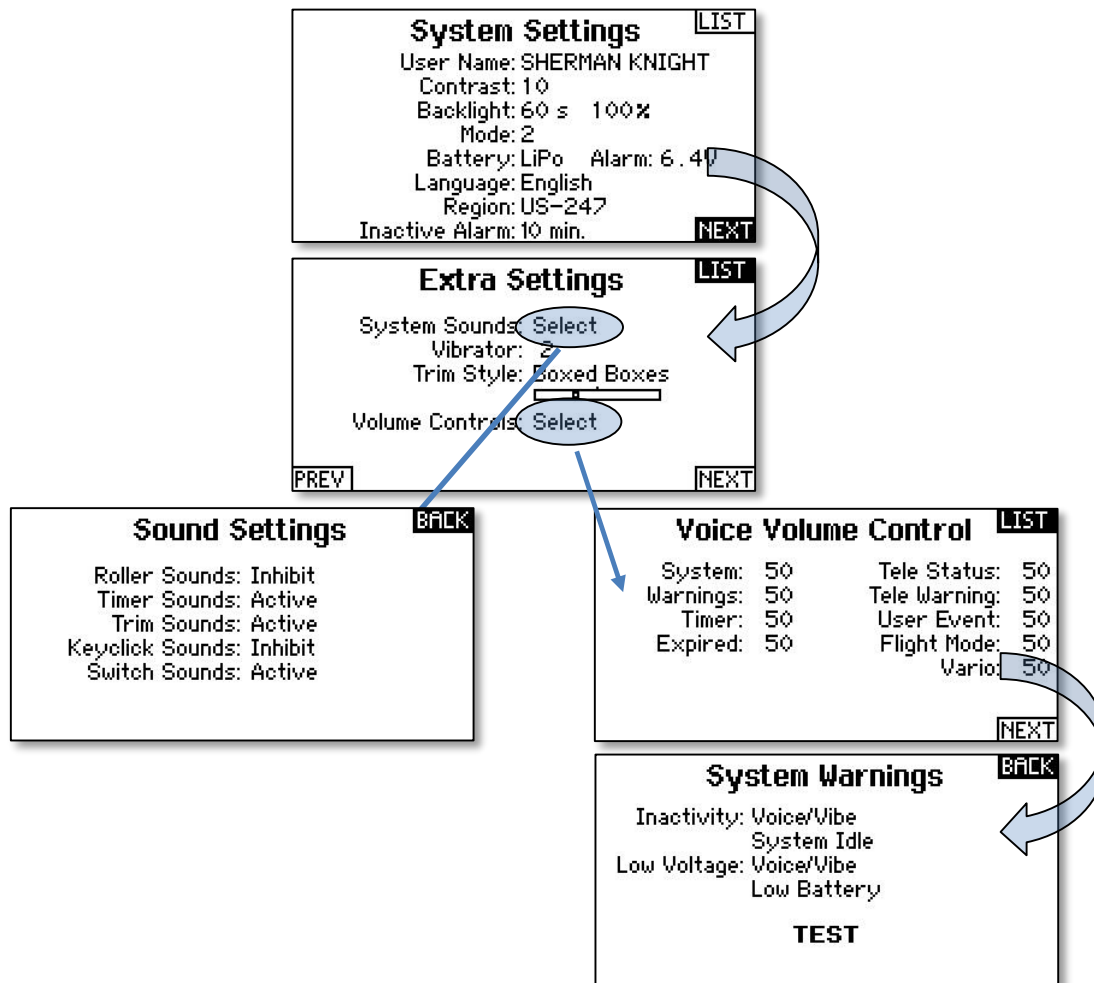 System Settings LIST
User Name: SHERMAN KNIGHT
Contrast: 10
Backlight: 60 s 100%
Mode: 2
Battery: LiPo Alarm: 6.4V
Language: English
Region: US-247
Inactive Alarm: 10 min. NEXT
Extra Settings LIST
System Sounds: Select
Vibrator: 2
Trim Style: Boxed Boxes
Volume Controls: Select
PREV NEXT
Sound Settings BACK
Roller Sounds: Inhibit
Timer Sounds: Active
Trim Sounds: Active
Keyclick Sounds: Inhibit
Switch Sounds: Active
Voice Volume Control LIST
System: 50 Tele Status: 50
Warnings: 50 Tele Warning: 50
Timer: 50 User Event: 50
Expired: 50 Flight Mode: 50
Vario: 50
NEXT
System Warnings BACK
Inactivity: Voice/Vibe
System Idle
Low Voltage: Voice/Vibe
Low Battery
TEST